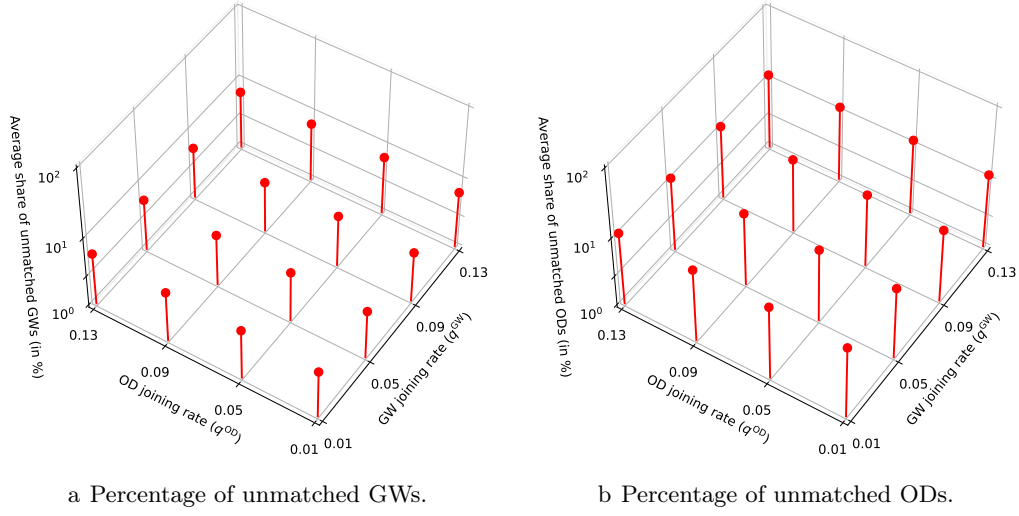 Average share of unmatched GWs (in %)
10²
10¹
10⁰
0.13
0.09
0.05
0.01
OD joining rate (q^OD)
0.01
0.05
0.09
0.13
GW joining rate (q^GW)
a Percentage of unmatched GWs.
Average share of unmatched ODs (in %)
10²
10¹
10⁰
0.13
0.09
0.05
0.01
OD joining rate (q^OD)
0.01
0.05
0.09
0.13
GW joining rate (q^GW)
b Percentage of unmatched ODs.